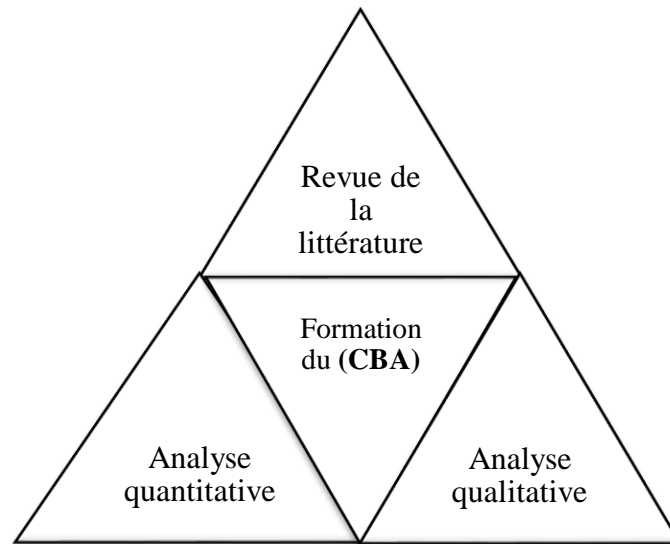 Revue de
la
littérature
Formation
du (CBA)
Analyse
quantitative
Analyse
qualitative